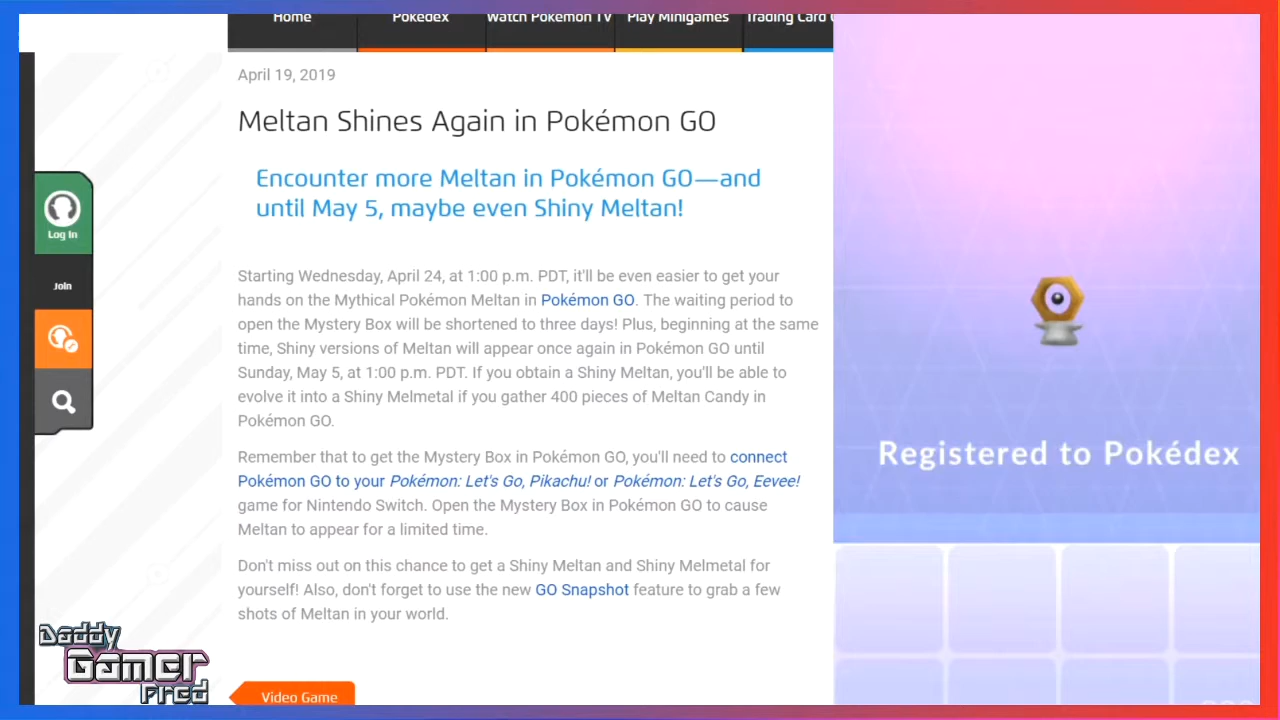 Home
Pokédex
Watch Pokémon TV
Play Minigames
Trading Card
April 19, 2019
Meltan Shines Again in Pokémon GO
Encounter more Meltan in Pokémon GO—and
until May 5, maybe even Shiny Meltan!
Log In
Join
Starting Wednesday, April 24, at 1:00 p.m. PDT, it'll be even easier to get your
hands on the Mythical Pokémon Meltan in Pokémon GO. The waiting period to
open the Mystery Box will be shortened to three days! Plus, beginning at the same
time, Shiny versions of Meltan will appear once again in Pokémon GO until
Sunday, May 5, at 1:00 p.m. PDT. If you obtain a Shiny Meltan, you'll be able to
evolve it into a Shiny Melmetal if you gather 400 pieces of Meltan Candy in
Pokémon GO.
Remember that to get the Mystery Box in Pokémon GO, you'll need to connect
Pokémon GO to your Pokémon: Let's Go, Pikachu! or Pokémon: Let's Go, Eevee!
game for Nintendo Switch. Open the Mystery Box in Pokémon GO to cause
Meltan to appear for a limited time.
Don't miss out on this chance to get a Shiny Meltan and Shiny Melmetal for
yourself! Also, don't forget to use the new GO Snapshot feature to grab a few
shots of Meltan in your world.
Video Game
Registered to Pokédex
Daddy
Gamer
Fred